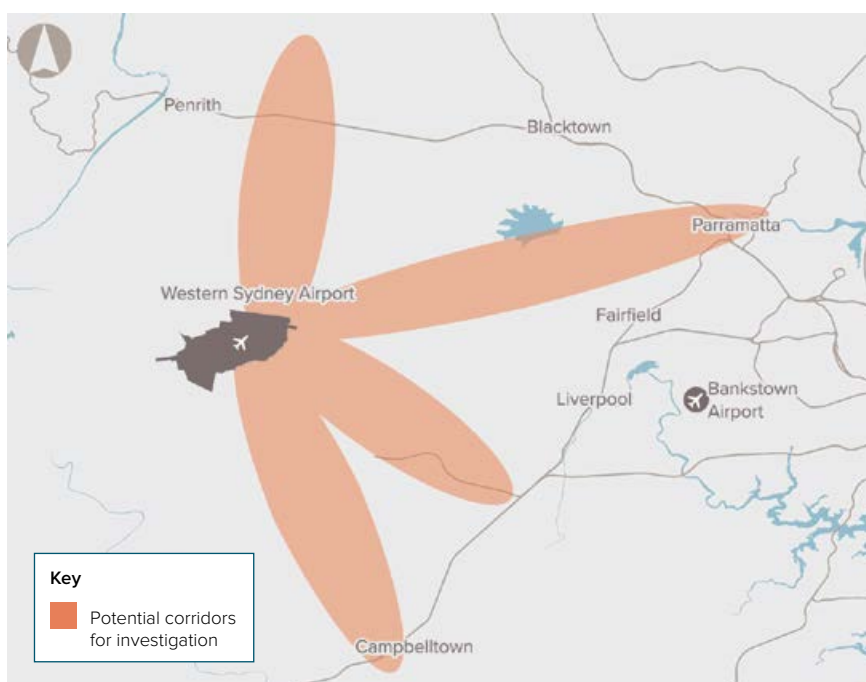 Penrith
Blacktown
Parramatta
Western Sydney Airport
Fairfield
Liverpool
Bankstown
Airport
Key
Potential corridors
for investigation
Campbelltown